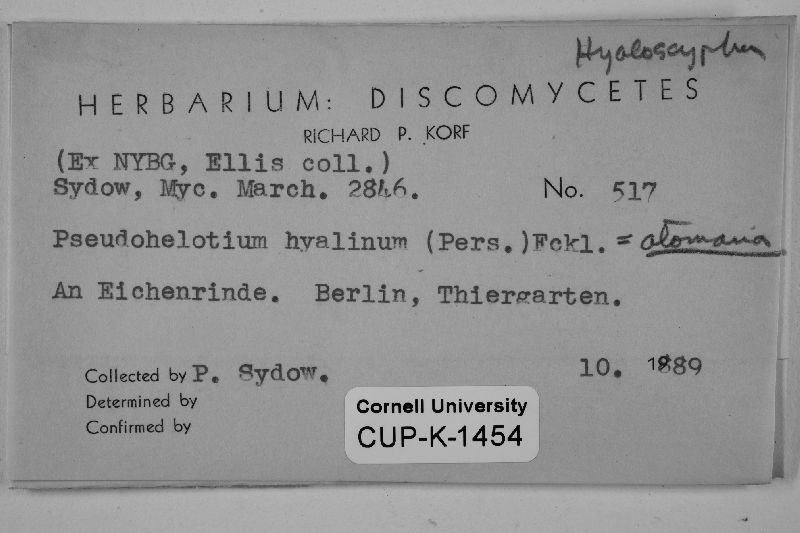 Hyaloscypha
HERBARIUM: DISCOMYCETES
RICHARD P. KORF
(Ex NYBG, Ellis coll.)
Sydow, Myc. March. 2846. No. 517
Pseudohelotium hyalinum (Pers.)Fckl. = atomaria
An Eichenrinde. Berlin, Thiergarten.
Collected by P. Sydow. 10. 1889
Determined by
Confirmed by
Cornell University
CUP-K-1454